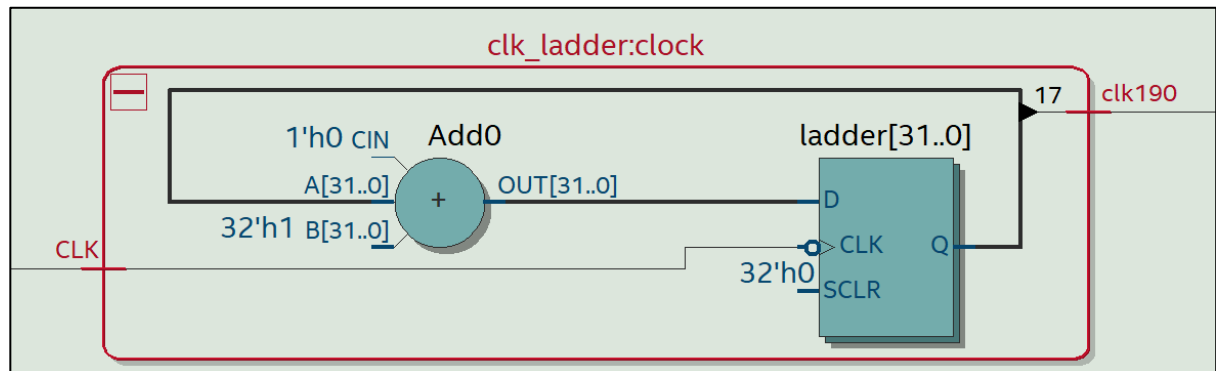 clk_ladder:clock
17 clk190
1'h0 CIN Add0 ladder[31..0]
A[31..0] OUT[31..0]
+ D
32'h1 B[31..0]
CLK CLK Q
32'h0 SCLR